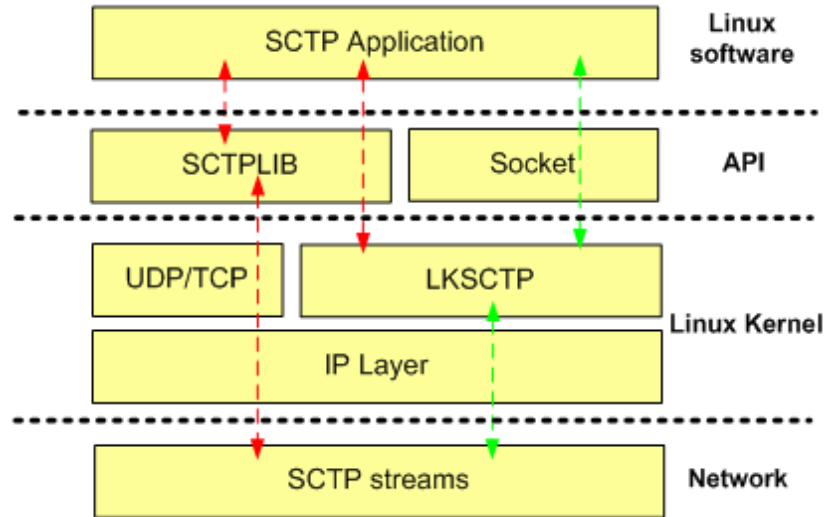 SCTP Application
Linux
software
SCTPLIB
Socket
API
UDP/TCP
LKSCTP
Linux Kernel
IP Layer
SCTP streams
Network